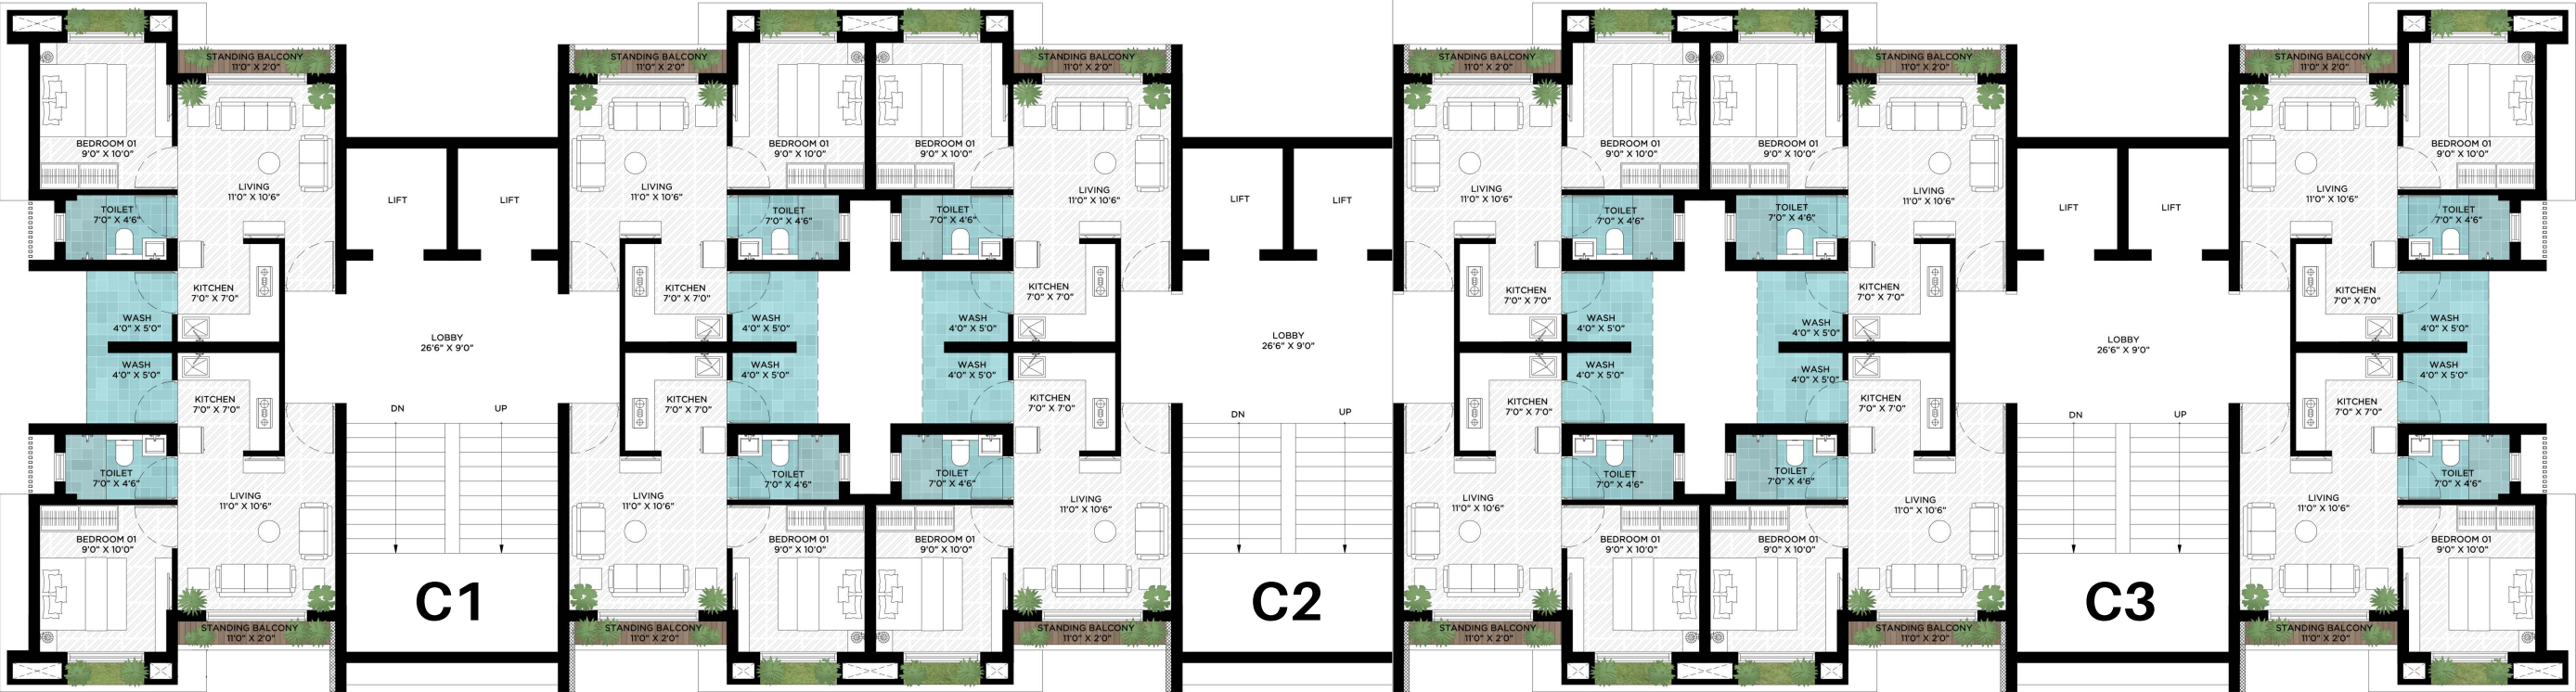 STANDING BALCONY
11'0" X 2'0"
STANDING BALCONY
11'0" X 2'0"
STANDING BALCONY
11'0" X 2'0"
STANDING BALCONY
11'0" X 2'0"
STANDING BALCONY
11'0" X 2'0"
STANDING BALCONY
11'0" X 2'0"
BEDROOM 01
9'0" X 10'0"
BEDROOM 01
9'0" X 10'0"
BEDROOM 01
9'0" X 10'0"
BEDROOM 01
9'0" X 10'0"
BEDROOM 01
9'0" X 10'0"
BEDROOM 01
9'0" X 10'0"
LIVING
11'0" X 10'6"
LIFT
LIFT
LIVING
11'0" X 10'6"
LIVING
11'0" X 10'6"
LIFT
LIFT
LIVING
11'0" X 10'6"
LIVING
11'0" X 10'6"
LIFT
LIFT
LIVING
11'0" X 10'6"
TOILET
7'0" X 4'6"
TOILET
7'0" X 4'6"
TOILET
7'0" X 4'6"
TOILET
7'0" X 4'6"
TOILET
7'0" X 4'6"
TOILET
7'0" X 4'6"
KITCHEN
7'0" X 7'0"
KITCHEN
7'0" X 7'0"
KITCHEN
7'0" X 7'0"
KITCHEN
7'0" X 7'0"
KITCHEN
7'0" X 7'0"
KITCHEN
7'0" X 7'0"
WASH
4'0" X 5'0"
WASH
4'0" X 5'0"
WASH
4'0" X 5'0"
WASH
4'0" X 5'0"
WASH
4'0" X 5'0"
WASH
4'0" X 5'0"
LOBBY
26'6" X 9'0"
LOBBY
26'6" X 9'0"
LOBBY
26'6" X 9'0"
WASH
4'0" X 5'0"
WASH
4'0" X 5'0"
WASH
4'0" X 5'0"
WASH
4'0" X 5'0"
WASH
4'0" X 5'0"
WASH
4'0" X 5'0"
KITCHEN
7'0" X 7'0"
KITCHEN
7'0" X 7'0"
KITCHEN
7'0" X 7'0"
KITCHEN
7'0" X 7'0"
KITCHEN
7'0" X 7'0"
KITCHEN
7'0" X 7'0"
DN
UP
DN
UP
DN
UP
TOILET
7'0" X 4'6"
TOILET
7'0" X 4'6"
TOILET
7'0" X 4'6"
TOILET
7'0" X 4'6"
TOILET
7'0" X 4'6"
TOILET
7'0" X 4'6"
LIVING
11'0" X 10'6"
LIVING
11'0" X 10'6"
LIVING
11'0" X 10'6"
LIVING
11'0" X 10'6"
LIVING
11'0" X 10'6"
LIVING
11'0" X 10'6"
BEDROOM 01
9'0" X 10'0"
BEDROOM 01
9'0" X 10'0"
BEDROOM 01
9'0" X 10'0"
BEDROOM 01
9'0" X 10'0"
BEDROOM 01
9'0" X 10'0"
BEDROOM 01
9'0" X 10'0"
C1
C2
C3
STANDING BALCONY
11'0" X 2'0"
STANDING BALCONY
11'0" X 2'0"
STANDING BALCONY
11'0" X 2'0"
STANDING BALCONY
11'0" X 2'0"
STANDING BALCONY
11'0" X 2'0"
STANDING BALCONY
11'0" X 2'0"